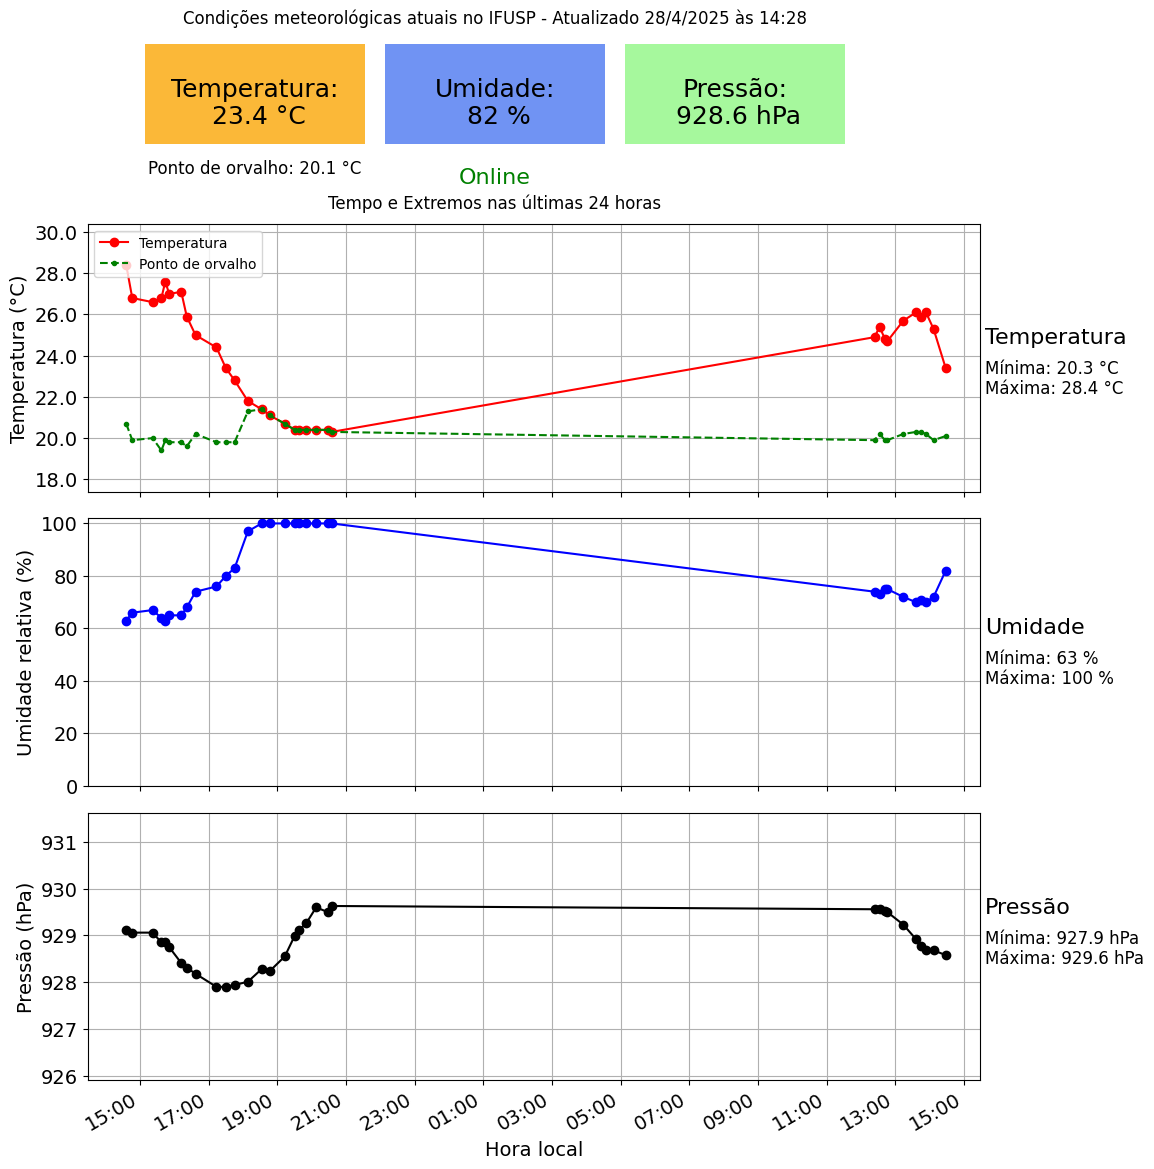 Condições meteorológicas atuais no IFUSP - Atualizado 28/4/2025 às 14:28
Temperatura:
23.4 °C
Umidade:
82 %
Pressão:
928.6 hPa
Ponto de orvalho: 20.1 °C
Online
Tempo e Extremos nas últimas 24 horas
Temperatura (°C)
30.0
28.0
26.0
24.0
22.0
20.0
18.0
Temperatura
Ponto de orvalho
Temperatura
Mínima: 20.3 °C
Máxima: 28.4 °C
Umidade relativa (%)
100
80
60
40
20
0
Umidade
Mínima: 63 %
Máxima: 100 %
Pressão (hPa)
931
930
929
928
927
926
Pressão
Mínima: 927.9 hPa
Máxima: 929.6 hPa
15:00 17:00 19:00 21:00 23:00 01:00 03:00 05:00 07:00 09:00 11:00 13:00 15:00
Hora local